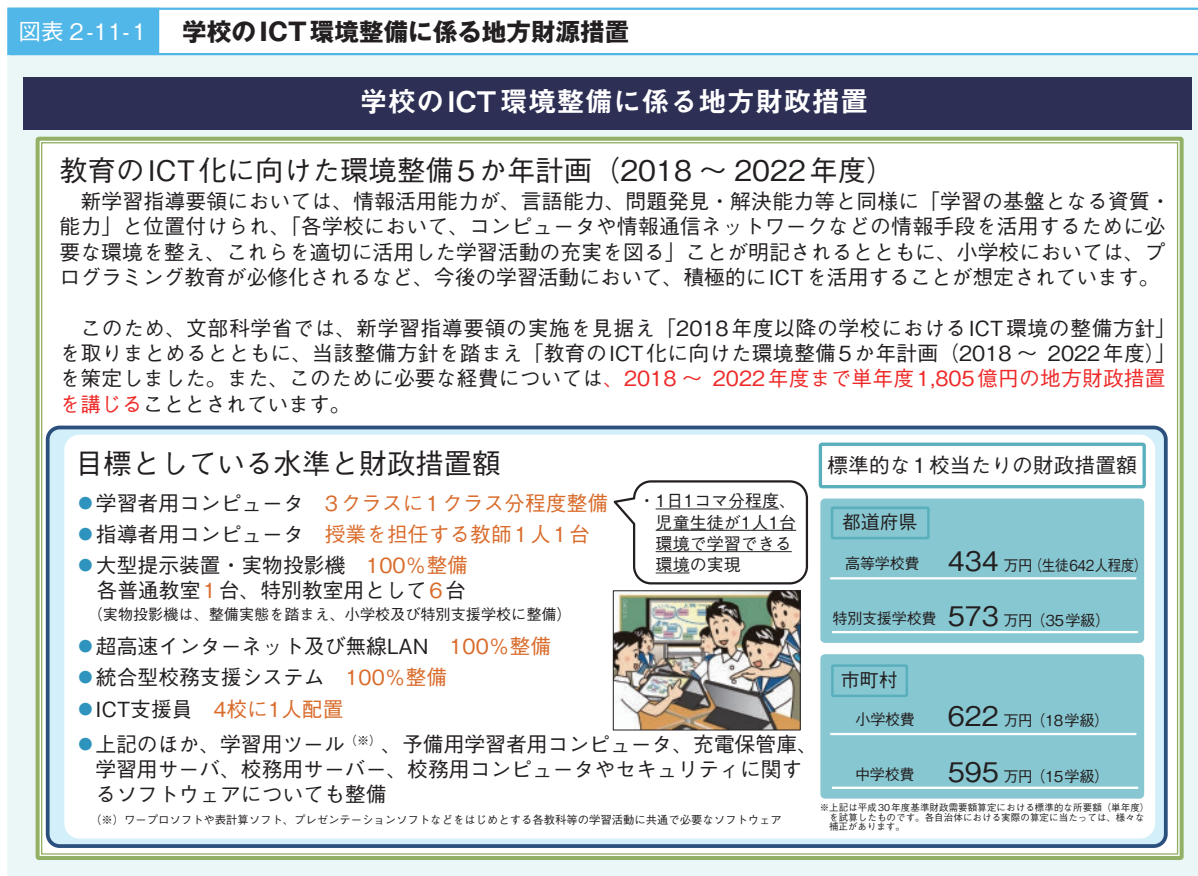 図表 2-11-1 学校のICT環境整備に係る地方財源措置
学校のICT環境整備に係る地方財政措置
教育のICT化に向けた環境整備5か年計画（2018 ～ 2022年度）
新学習指導要領においては、情報活用能力が、言語能力、問題発見・解決能力等と同様に「学習の基盤となる資質・
能力」と位置付けられ、「各学校において、コンピュータや情報通信ネットワークなどの情報手段を活用するために必
要な環境を整え、これらを適切に活用した学習活動の充実を図る」ことが明記されるとともに、小学校においては、プ
ログラミング教育が必修化されるなど、今後の学習活動において、積極的にICTを活用することが想定されています。
このため、文部科学省では、新学習指導要領の実施を見据え「2018年度以降の学校におけるICT環境の整備方針」
を取りまとめるとともに、当該整備方針を踏まえ「教育のICT化に向けた環境整備5か年計画（2018 ～ 2022年度）」
を策定しました。また、このために必要な経費については、2018 ～ 2022年度まで単年度1,805億円の地方財政措置
を講じることとされています。
目標としている水準と財政措置額
●学習者用コンピュータ 3クラスに1クラス分程度整備
●指導者用コンピュータ 授業を担任する教師1人1台
●大型提示装置・実物投影機 100％整備
各普通教室1台、特別教室用として6台
（実物投影機は、整備実態を踏まえ、小学校及び特別支援学校に整備）
●超高速インターネット及び無線LAN 100％整備
●統合型校務支援システム 100％整備
●ICT支援員 4校に1人配置
●上記のほか、学習用ツール（※）、予備用学習者用コンピュータ、充電保管庫、
学習用サーバ、校務用サーバー、校務用コンピュータやセキュリティに関す
るソフトウェアについても整備
（※）ワープロソフトや表計算ソフト、プレゼンテーションソフトなどをはじめとする各教科等の学習活動に共通で必要なソフトウェア
・1日1コマ分程度、
児童生徒が1人1台
環境で学習できる
環境の実現
標準的な1校当たりの財政措置額
都道府県
高等学校費 434 万円（生徒642人程度）
特別支援学校費 573 万円（35学級）
市町村
小学校費 622 万円（18学級）
中学校費 595 万円（15学級）
※上記は平成30年度基準財政需要額算定における標準的な所要額（単年度）
を試算したものです。各自治体における実際の算定に当たっては、様々な
補正があります。